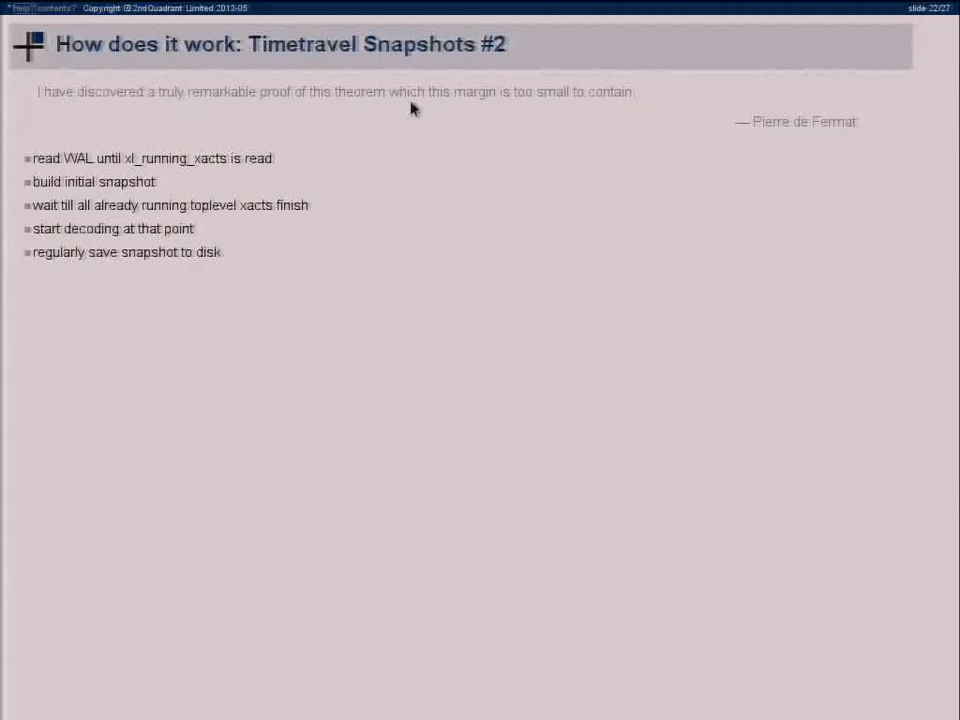 help? contents? Copyright © 2ndQuadrant Limited 2013-05 slide 22/27
How does it work: Timetravel Snapshots #2
I have discovered a truly remarkable proof of this theorem which this margin is too small to contain.
— Pierre de Fermat
read WAL until xl_running_xacts is read
build initial snapshot
wait till all already running toplevel xacts finish
start decoding at that point
regularly save snapshot to disk